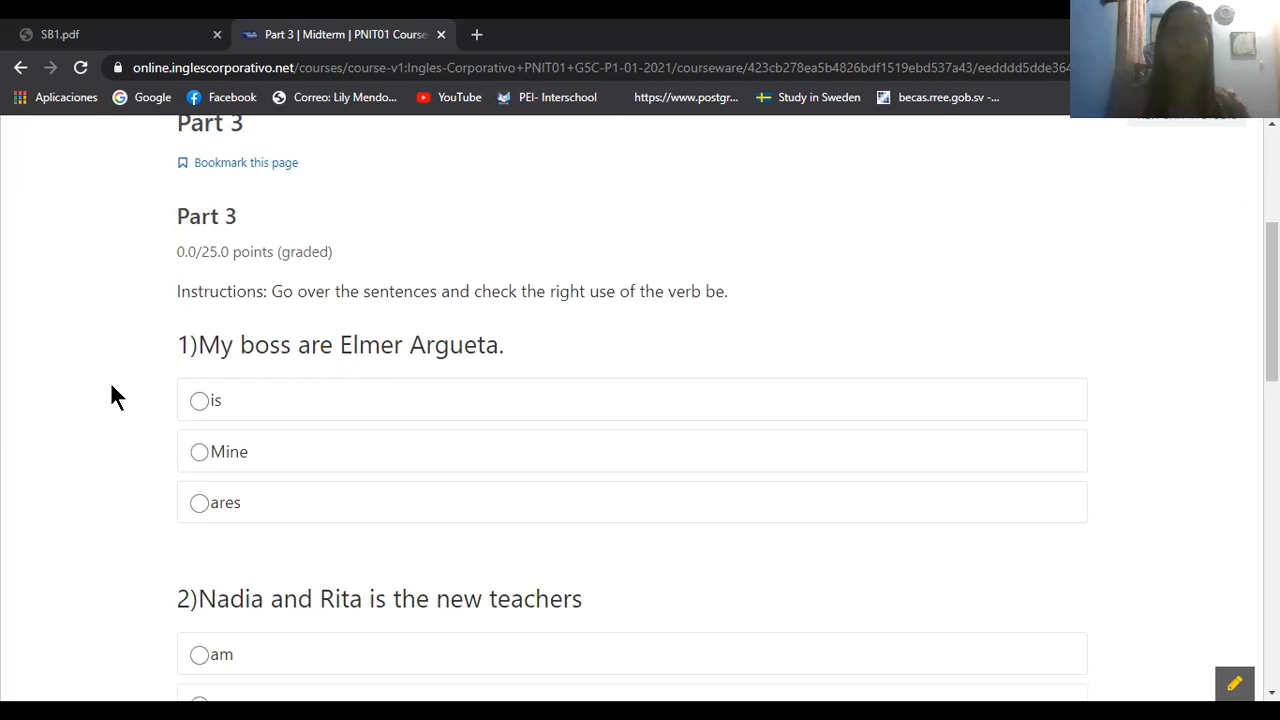 SB1.pdf
Part 3 | Midterm | PNIT01 Course
online.inglescorporativo.net/courses/course-v1:Ingles-Corporativo+PNIT01+G5C-P1-01-2021/courseware/423cb278ea5b4826bdf1519ebd537a43/eedddd5dde364
Aplicaciones Google Facebook Correo: Lily Mendo... YouTube PEI- Interschool https://www.postgr... Study in Sweden becas.rree.gob.sv -...
Part 3
Bookmark this page
Part 3
0.0/25.0 points (graded)
Instructions: Go over the sentences and check the right use of the verb be.
1)My boss are Elmer Argueta.
is
Mine
ares
2)Nadia and Rita is the new teachers
am